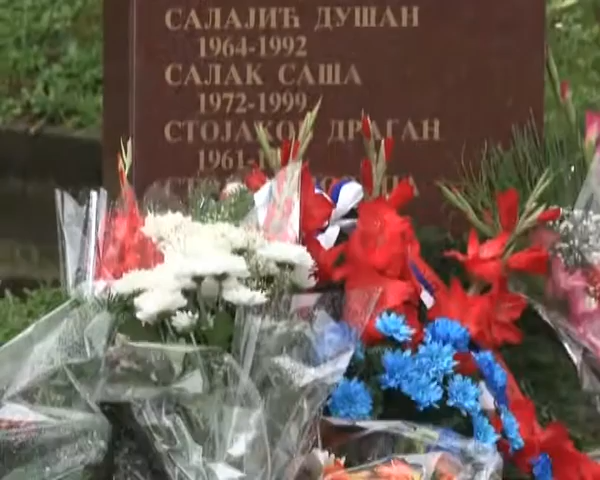 САЛАЈИЋ ДУШАН
1964-1992
САЛАК САША
1972-1999
СТОЈАКОВ ДРАГАН